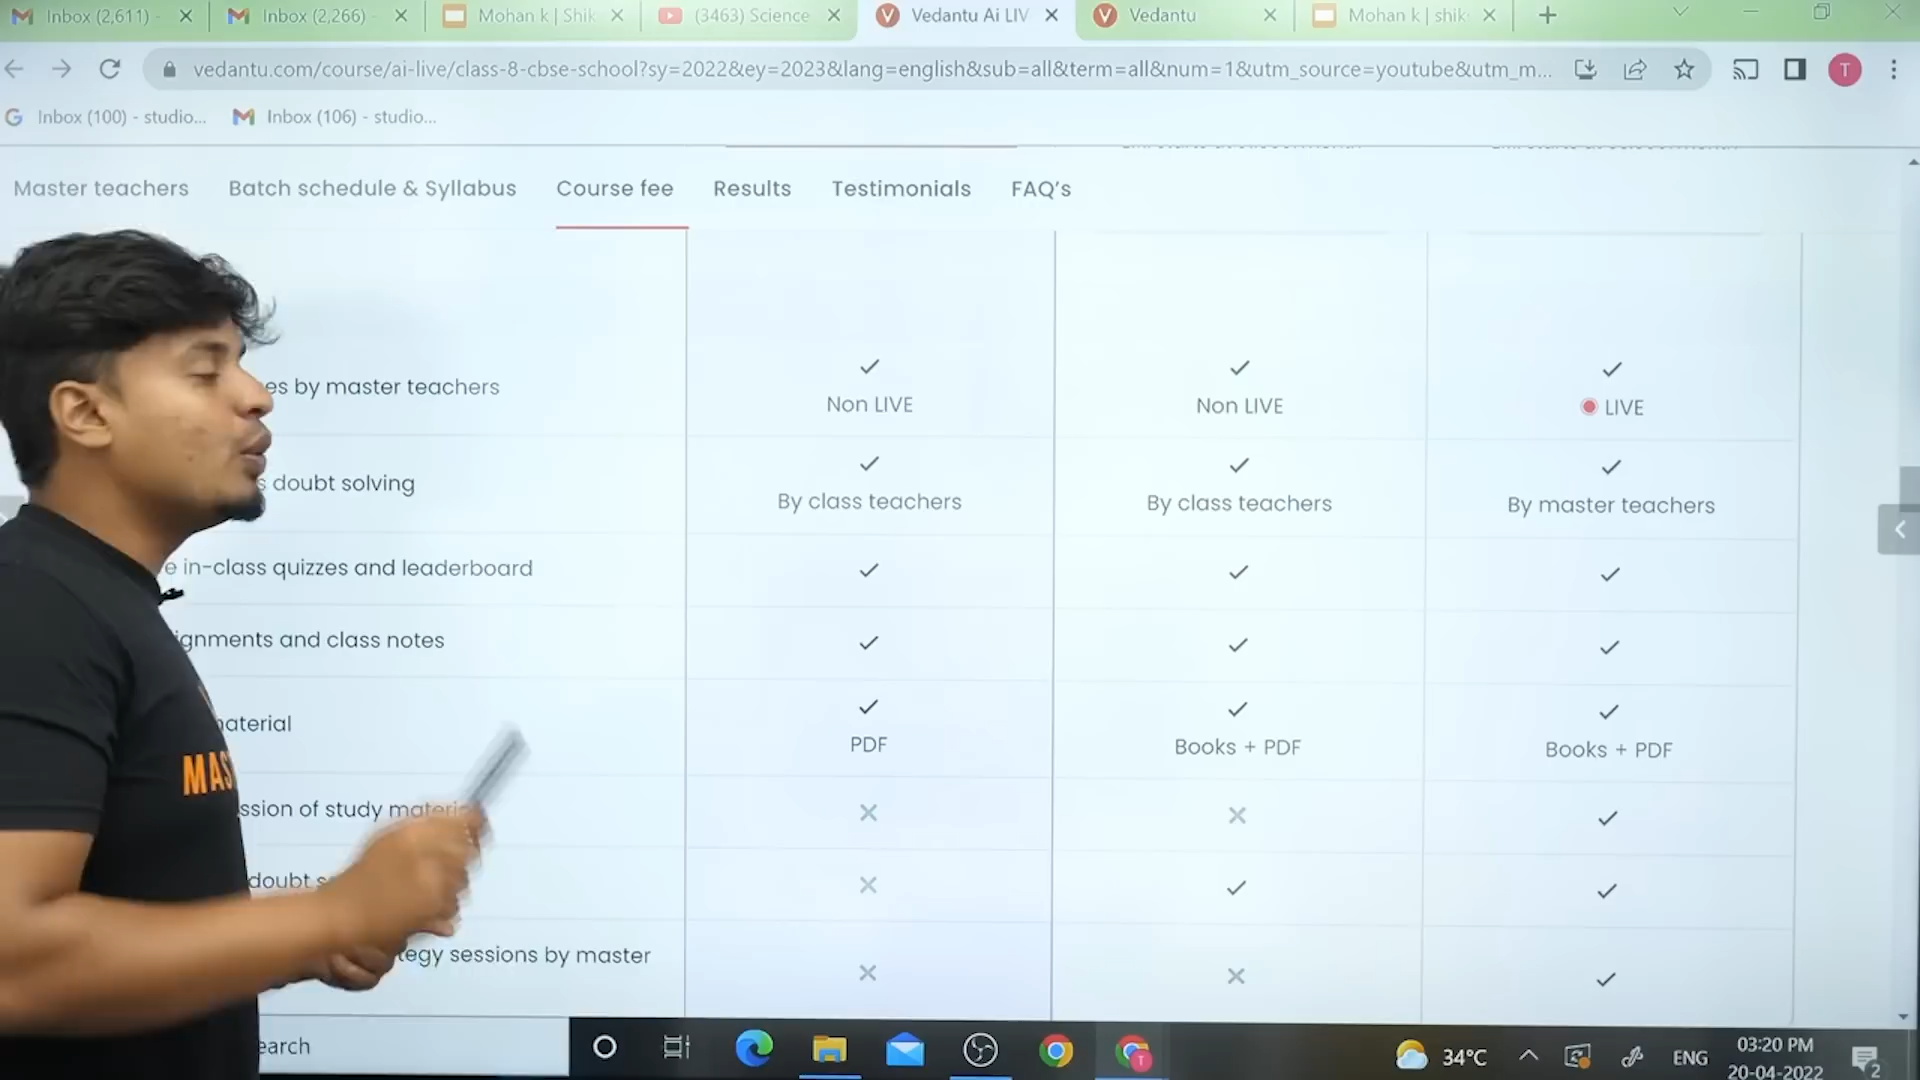 Inbox (2,611) -
Inbox (2,266) -
Mohan k | Shik
(3463) Science
Vedantu Ai LIV
Vedantu
Mohan k | shik
vedantu.com/course/ai-live/class-8-cbse-school?sy=2022&ey=2023&lang=english&sub=all&term=all&num=1&utm_source=youtube&utm_m...
T
Inbox (100) - studio...
Inbox (106) - studio...
Master teachers
Batch schedule & Syllabus
Course fee
Results
Testimonials
FAQ's
es by master teachers
Non LIVE
Non LIVE
LIVE
s doubt solving
By class teachers
By class teachers
By master teachers
e in-class quizzes and leaderboard
ignments and class notes
material
PDF
Books + PDF
Books + PDF
MAS
ssion of study materia
doubt s
tegy sessions by master
earch
T
34°C
ENG
03:20 PM
20-04-2022
2